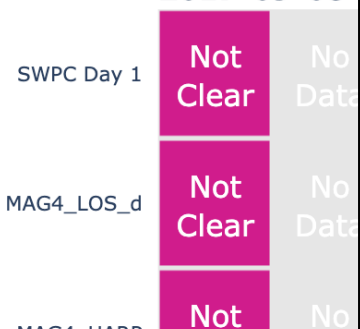 SWPC Day 1
Not Clear
No Data
MAG4_LOS_d
Not Clear
No Data
Not
No